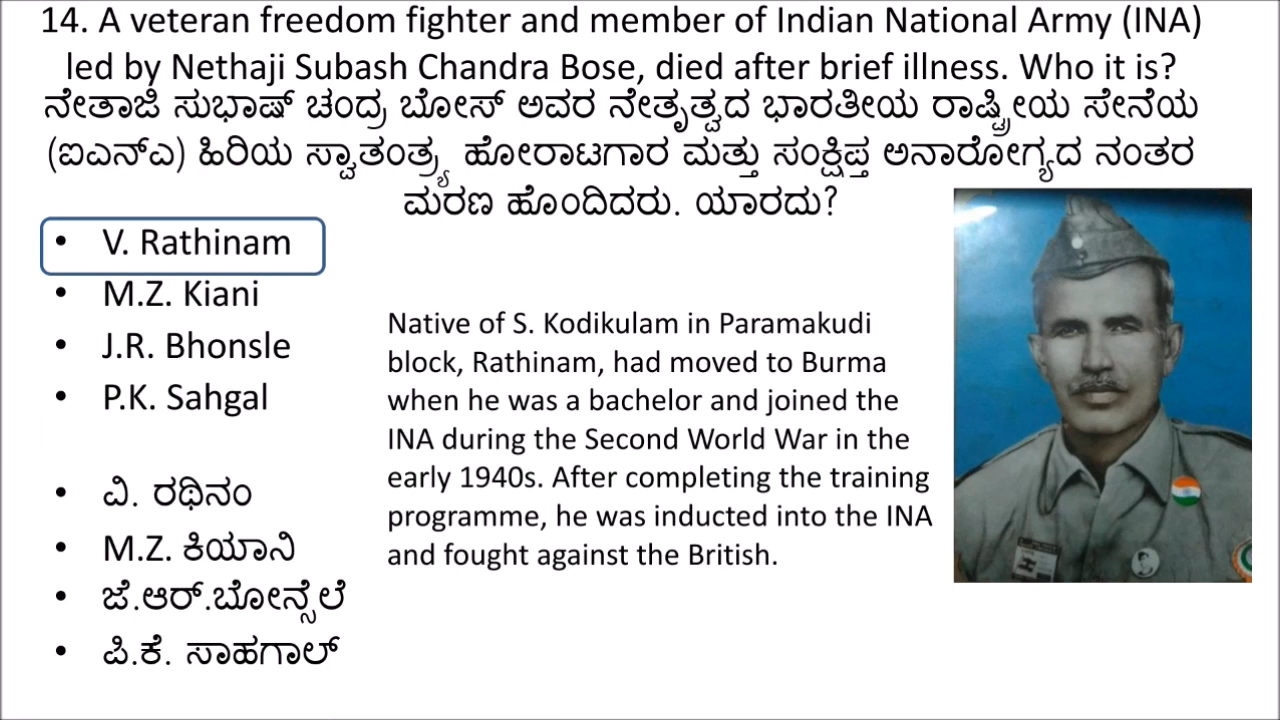 14. A veteran freedom fighter and member of Indian National Army (INA)
led by Nethaji Subash Chandra Bose, died after brief illness. Who it is?
ನೇತಾಜಿ ಸುಭಾಷ್ ಚಂದ್ರ ಬೋಸ್ ಅವರ ನೇತೃತ್ವದ ಭಾರತೀಯ ರಾಷ್ಟ್ರೀಯ ಸೇನೆಯ
(ಐಎನ್ಎ) ಹಿರಿಯ ಸ್ವಾತಂತ್ರ್ಯ ಹೋರಾಟಗಾರ ಮತ್ತು ಸಂಕ್ಷಿಪ್ತ ಅನಾರೋಗ್ಯದ ನಂತರ
ಮರಣ ಹೊಂದಿದರು. ಯಾರದು?
• V. Rathinam
• M.Z. Kiani
• J.R. Bhonsle
• P.K. Sahgal
• ವಿ. ರಥಿನಂ
• M.Z. ಕಿಯಾನಿ
• ಜೆ.ಆರ್.ಬೋನ್ಸ್ಲೆ
• ಪಿ.ಕೆ. ಸಾಹಗಾಲ್
Native of S. Kodikulam in Paramakudi
block, Rathinam, had moved to Burma
when he was a bachelor and joined the
INA during the Second World War in the
early 1940s. After completing the training
programme, he was inducted into the INA
and fought against the British.